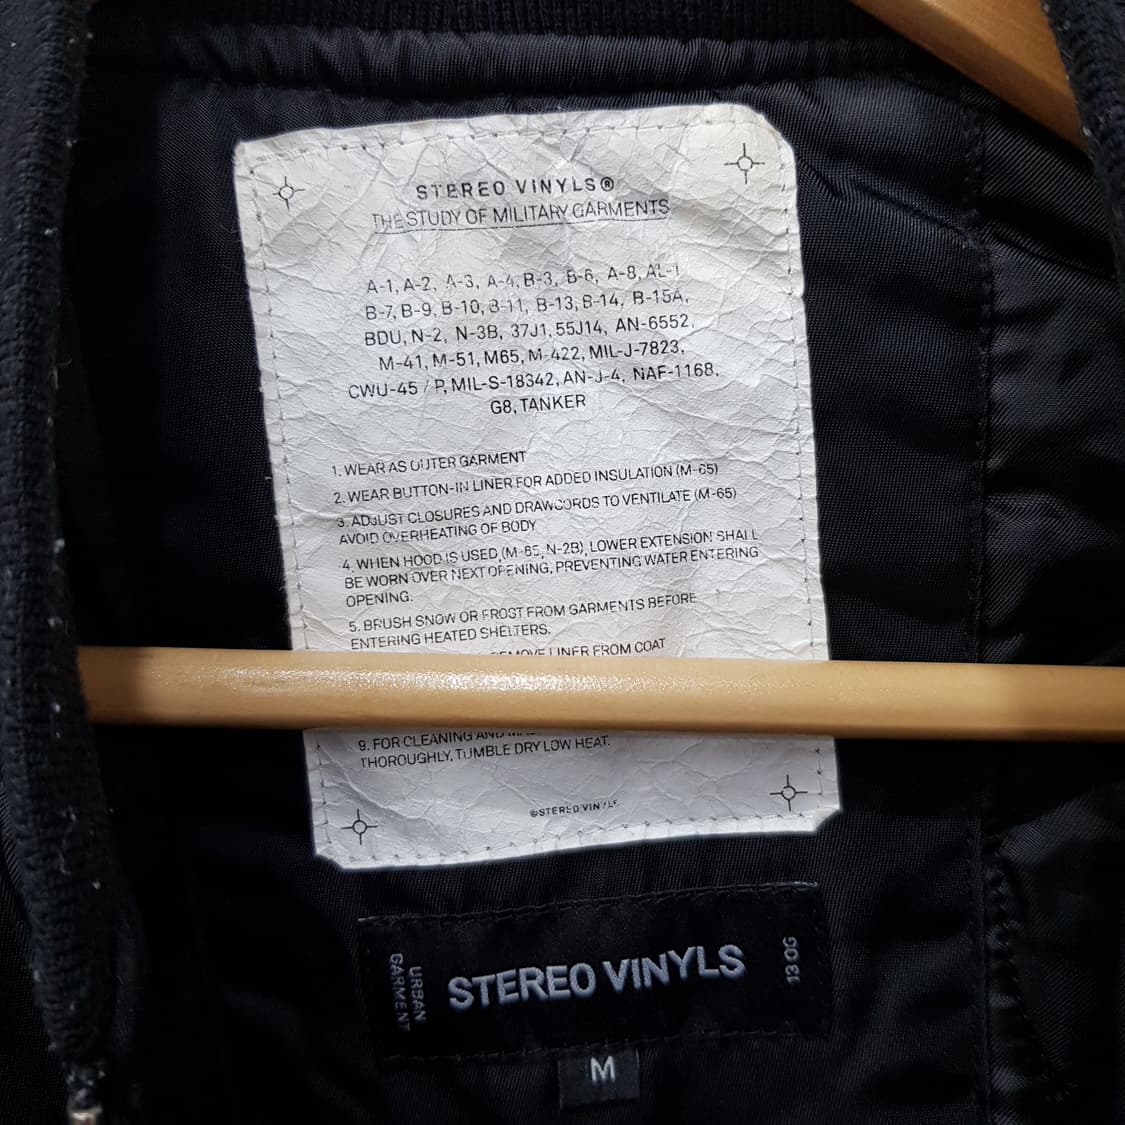 STEREO VINYLS®
THE STUDY OF MILITARY GARMENTS
A-1, A-2, A-3, A-4, B-3, B-6, A-8, AL-1
B-7, B-9, B-10, B-11, B-13, B-14, B-15A,
BDU, N-2, N-3B, 37J1, 55J14, AN-6552,
M-41, M-51, M65, M-422, MIL-J-7823,
CWU-45 / P, MIL-S-18342, AN-J-4, NAF-1168,
G8, TANKER
1. WEAR AS OUTER GARMENT
2. WEAR BUTTON-IN LINER FOR ADDED INSULATION (M-65)
3. ADJUST CLOSURES AND DRAWCORDS TO VENTILATE (M-65)
AVOID OVERHEATING OF BODY
4. WHEN HOOD IS USED, (M-65, N-2B), LOWER EXTENSION SHALL
BE WORN OVER NEXT OPENING, PREVENTING WATER ENTERING
OPENING.
5. BRUSH SNOW OR FROST FROM GARMENTS BEFORE
ENTERING HEATED SHELTERS.
REMOVE LINER FROM COAT
9. FOR CLEANING AND
THOROUGHLY, TUMBLE DRY LOW HEAT.
©STEREO VINYLS
URBAN
GARMENT
STEREO VINYLS
13 OG
M